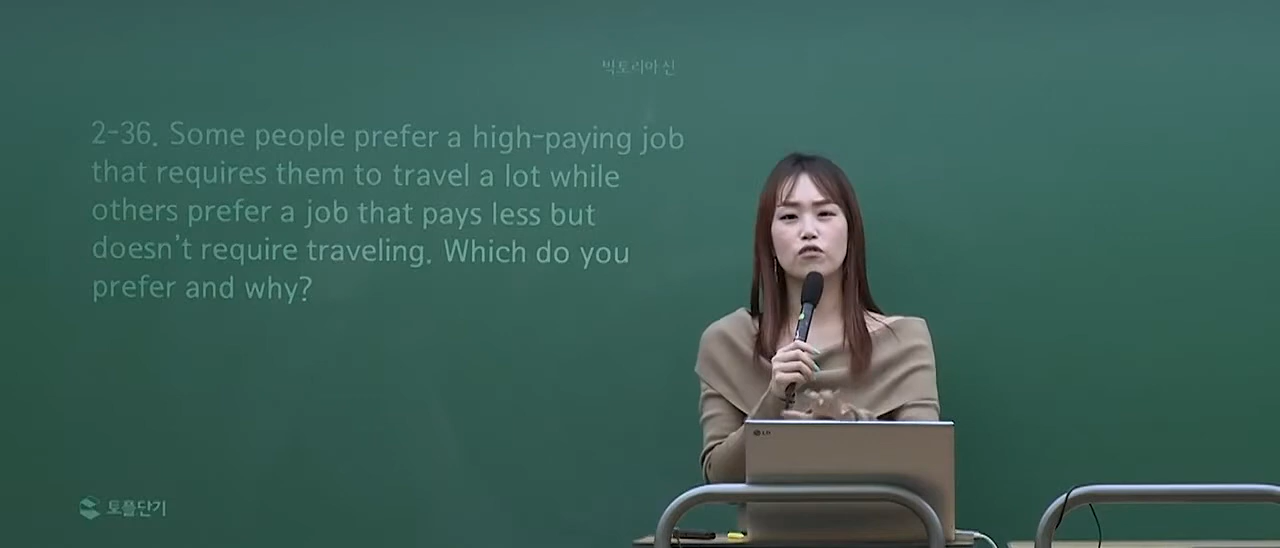 빅토리아 신
2-36. Some people prefer a high-paying job
that requires them to travel a lot while
others prefer a job that pays less but
doesn't require traveling. Which do you
prefer and why?
LG
토플단기